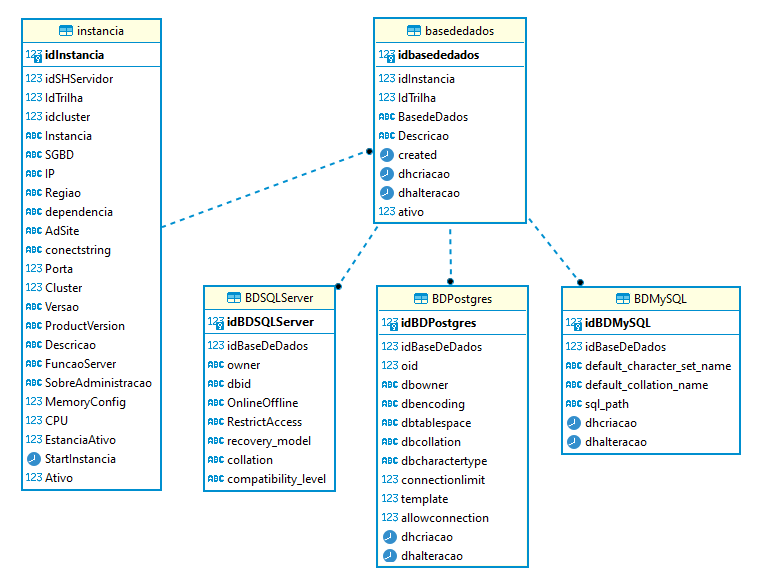 instancia
123 idInstancia
123 idSHServidor
123 IdTrilha
123 idcluster
ABC Instancia
ABC SGBD
ABC IP
ABC Regiao
ABC dependencia
ABC AdSite
ABC conectstring
123 Porta
123 Cluster
ABC Versao
ABC ProductVersion
ABC Descricao
ABC FuncaoServer
ABC SobreAdministracao
123 MemoryConfig
123 CPU
123 EstanciaAtivo
StartInstancia
123 Ativo
basededados
123 idbasededados
123 idInstancia
123 IdTrilha
ABC BasedeDados
ABC Descricao
created
dhcriacao
dhalteracao
123 ativo
BDSQLServer
123 idBDSQLServer
123 idBaseDeDados
ABC owner
ABC dbid
ABC OnlineOffline
ABC RestrictAccess
ABC recovery_model
ABC collation
ABC compatibility_level
BDPostgres
123 idBDPostgres
123 idBaseDeDados
123 oid
ABC dbowner
ABC dbencoding
ABC dbtablespace
ABC dbcollation
ABC dbcharactertype
123 connectionlimit
123 template
123 allowconnection
dhcriacao
dhalteracao
BDMySQL
123 idBDMySQL
123 idBaseDeDados
ABC default_character_set_name
ABC default_collation_name
ABC sql_path
dhcriacao
dhalteracao